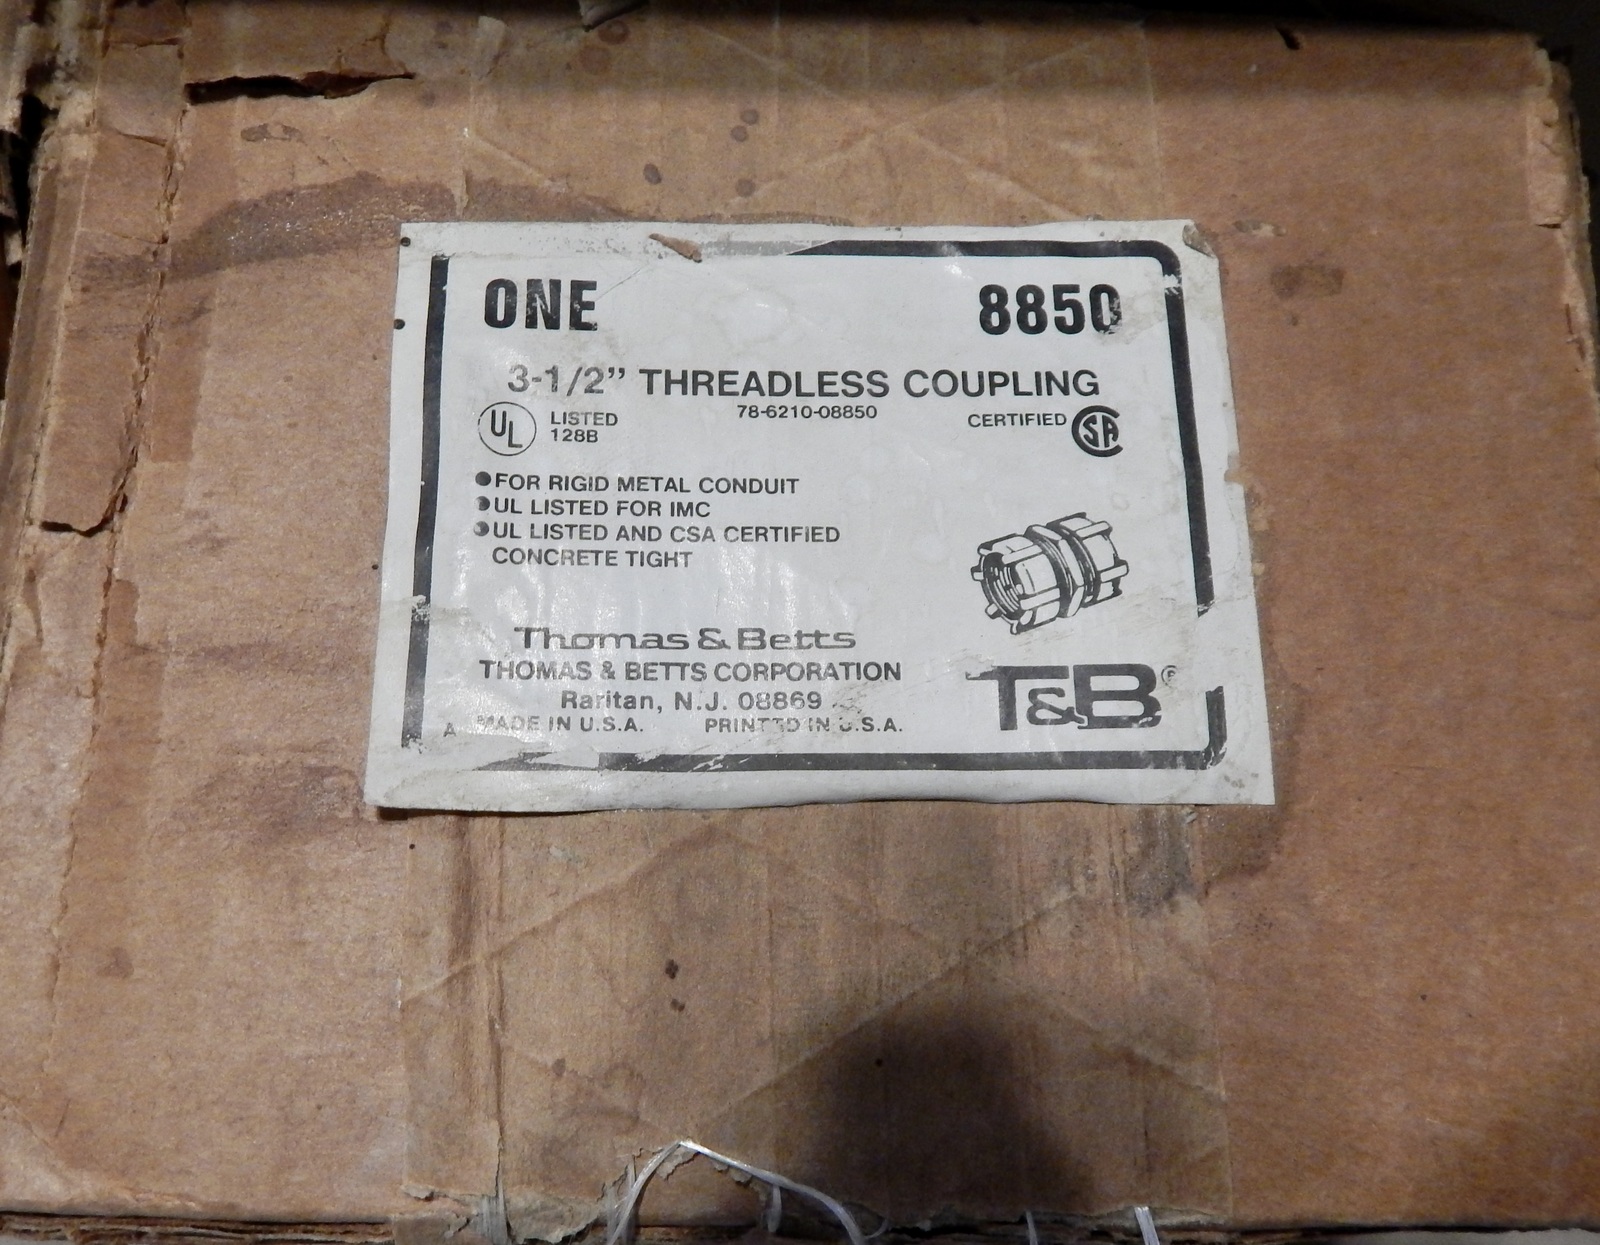 ONE 8850
3-1/2” THREADLESS COUPLING
UL LISTED 128B 78-6210-08850 CERTIFIED CSA
●FOR RIGID METAL CONDUIT
●UL LISTED FOR IMC
●UL LISTED AND CSA CERTIFIED
CONCRETE TIGHT
Thomas & Betts
THOMAS & BETTS CORPORATION
Raritan, N.J. 08869
A MADE IN U.S.A. PRINTED IN U.S.A.
T&B®